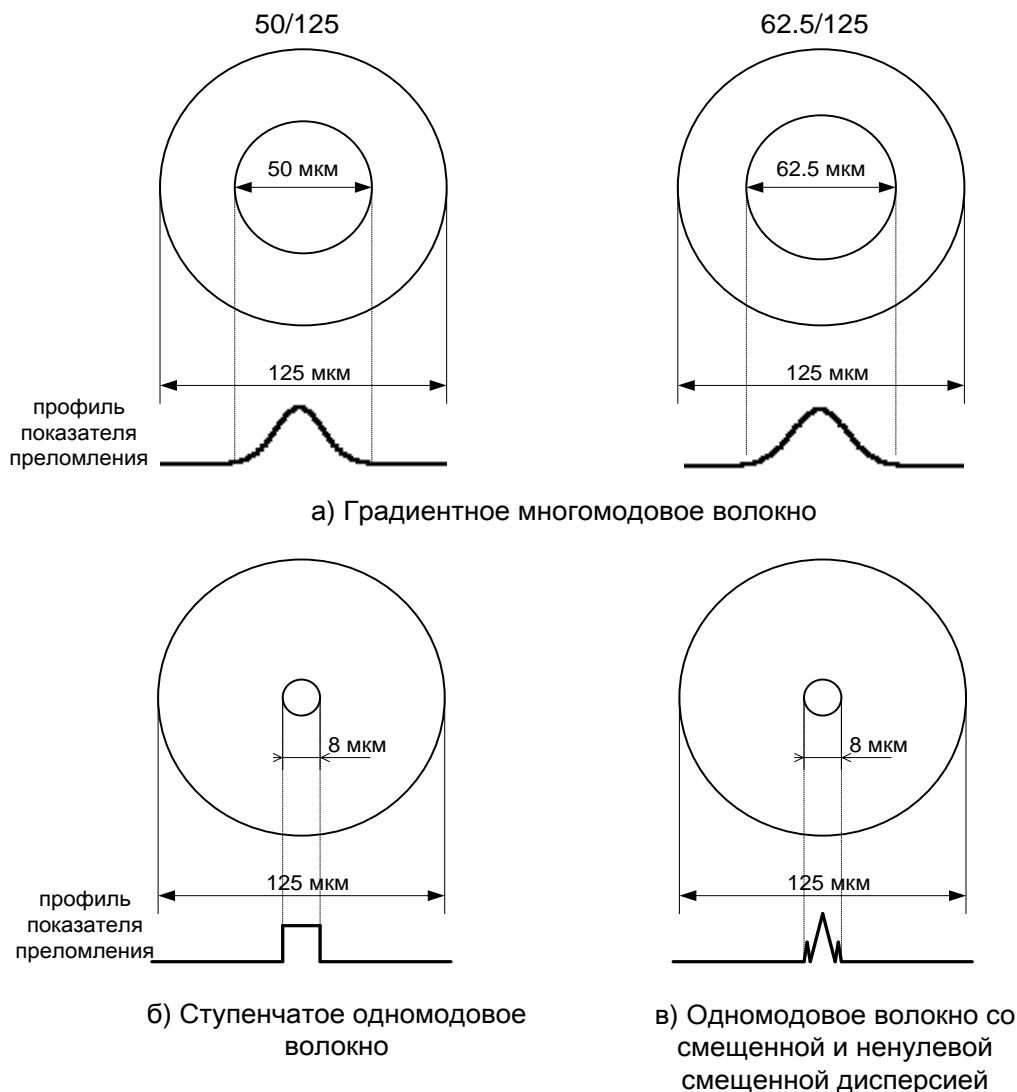 50/125
62.5/125
50 мкм
62.5 мкм
125 мкм
125 мкм
профиль
показателя
преломления
а) Градиентное многомодовое волокно
8 мкм
8 мкм
125 мкм
125 мкм
профиль
показателя
преломления
б) Ступенчатое одномодовое
волокно
в) Одномодовое волокно со
смещенной и ненулевой
смещенной дисперсией